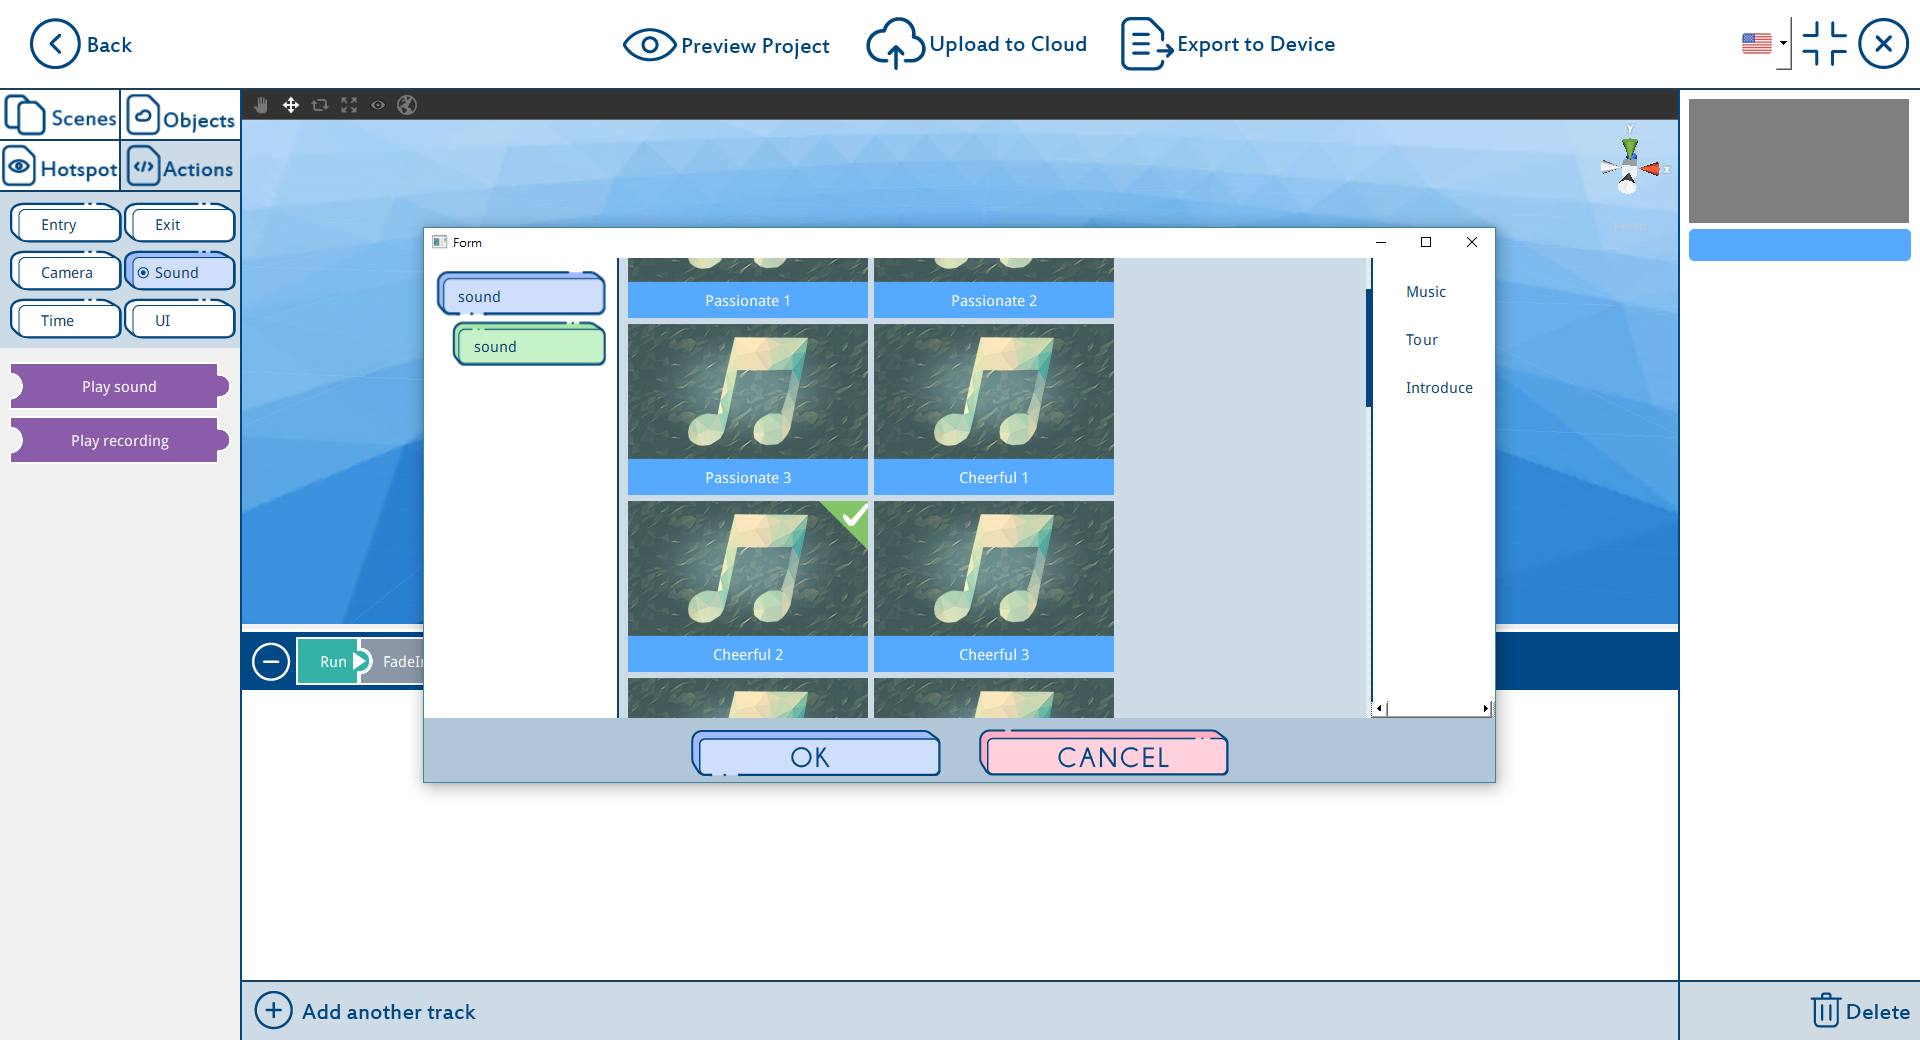 Back
Preview Project
Upload to Cloud
Export to Device
Scenes
Objects
Hotspot
Actions
Entry
Exit
Camera
Sound
Time
UI
Play sound
Play recording
Y
Form
sound
sound
Passionate 1
Passionate 2
Passionate 3
Cheerful 1
Cheerful 2
Cheerful 3
Music
Tour
Introduce
OK
CANCEL
Run
Add another track
Delete